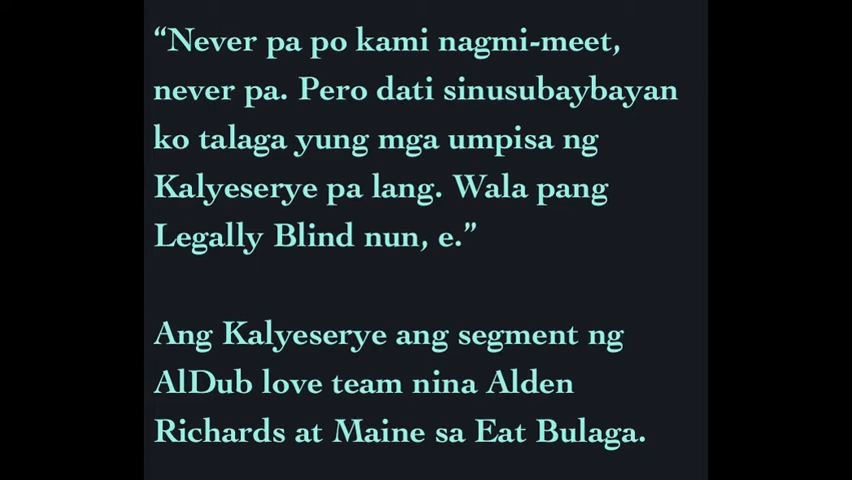 “Never pa po kami nagmi-meet,
never pa. Pero dati sinusubaybayan
ko talaga yung mga umpisa ng
Kalyeserye pa lang. Wala pang
Legally Blind nun, e.”
Ang Kalyeserye ang segment ng
AlDub love team nina Alden
Richards at Maine sa Eat Bulaga.